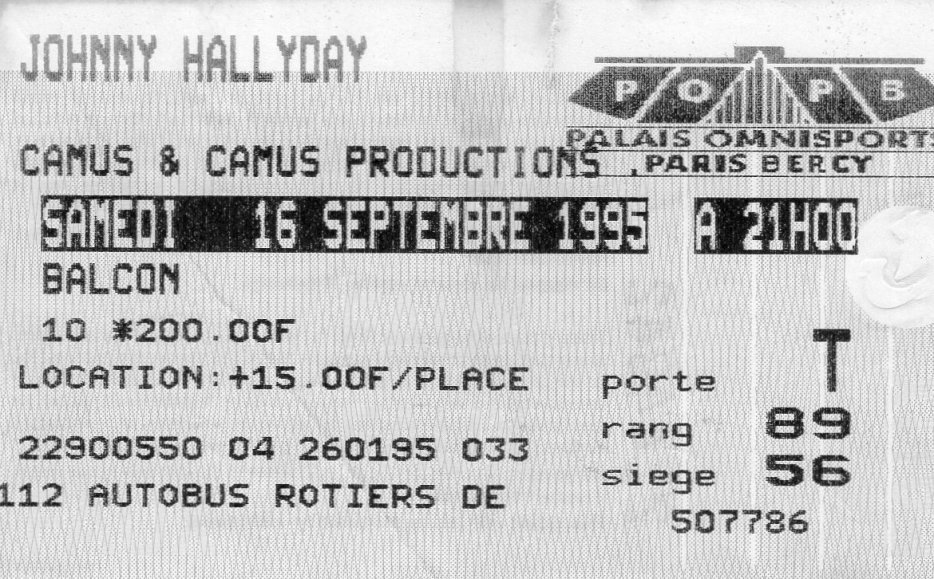 JOHNNY HALLYDAY
P O P B
PALAIS OMNISPORTS
PARIS BERCY
CAMUS & CAMUS PRODUCTIONS
SAMEDI 16 SEPTEMBRE 1995 A 21H00
BALCON
10 *200.00F
LOCATION:+15.00F/PLACE
porte T
rang 89
siege 56
22900550 04 260195 033
112 AUTOBUS ROTIERS DE
507786